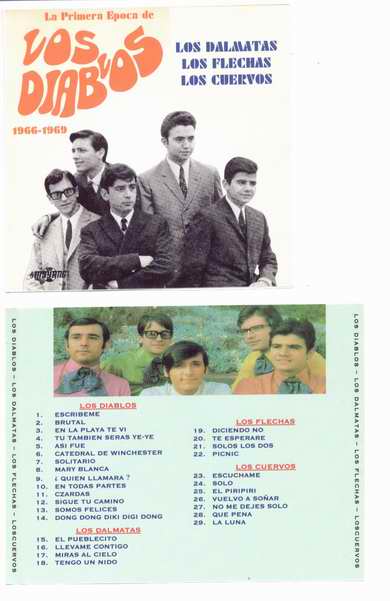 La Primera Epoca de
LOS
DIABLOS
1966-1969
LOS DALMATAS
LOS FLECHAS
LOS CUERVOS
LOS DIABLOS - LOS DALMATAS - LOS FLECHAS - LOSCUERVOS
LOS DIABLOS
1. ESCRIBEME
2. BRUTAL
3. EN LA PLAYA TE VI
4. TU TAMBIEN SERAS YE-YE
5. ASI FUE
6. CATEDRAL DE WINCHESTER
7. SOLITARIO
8. MARY BLANCA
9. ¿ QUIEN LLAMARA ?
10. EN TODAS PARTES
11. CZARDAS
12. SIGUE TU CAMINO
13. SOMOS FELICES
14. DONG DONG DIKI DIGI DONG
LOS DALMATAS
15. EL PUEBLECITO
16. LLEVAME CONTIGO
17. MIRAS AL CIELO
18. TENGO UN NIDO
LOS FLECHAS
19. DICIENDO NO
20. TE ESPERARE
21. SOLOS LOS DOS
22. PICNIC
LOS CUERVOS
23. ESCUCHAME
24. SOLO
25. EL PIRIPIRI
26. VUELVO A SOÑAR
27. NO ME DEJES SOLO
28. QUE PENA
29. LA LUNA
LOS DIABLOS - LOS DALMATAS - LOS FLECHAS - LOSCUERVOS